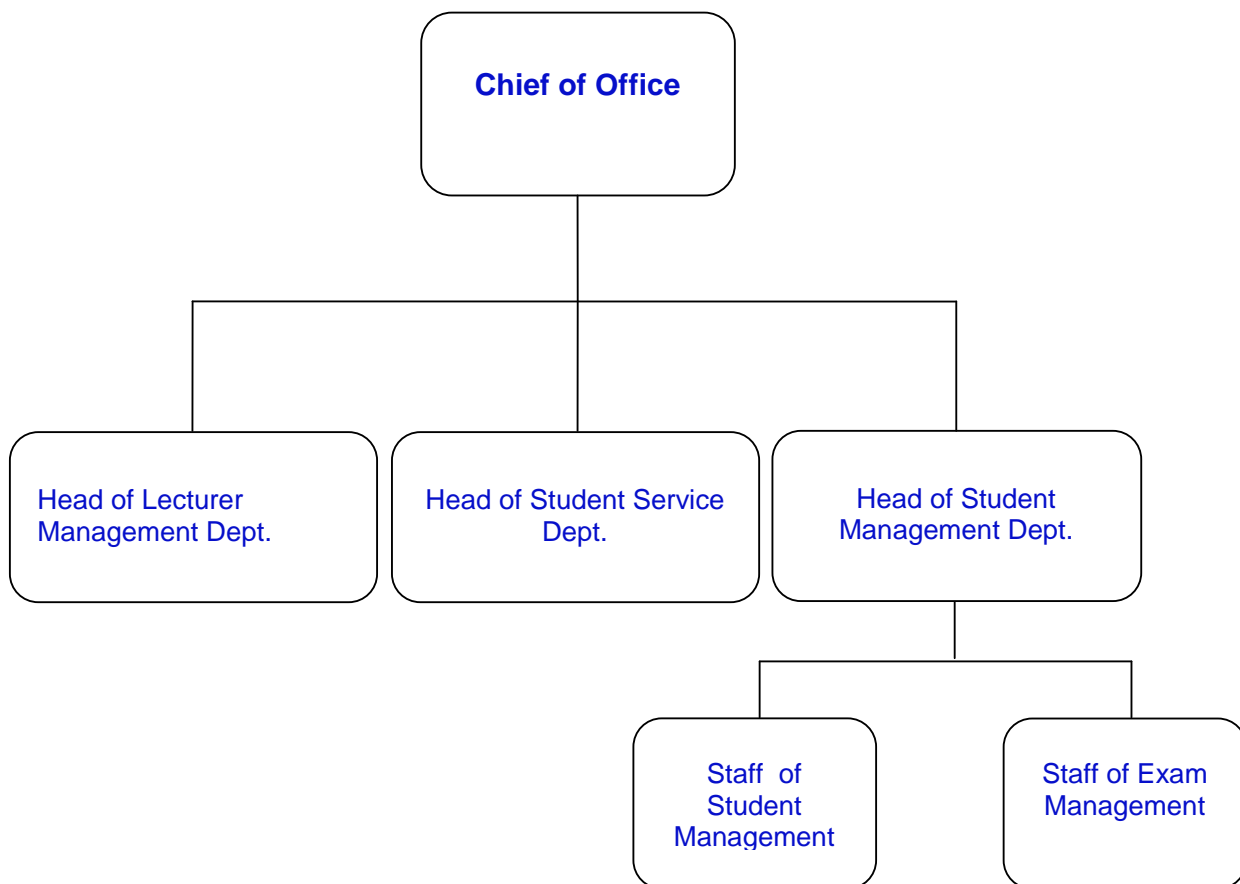 Chief of Office
Head of Lecturer
Management Dept.
Head of Student Service
Dept.
Head of Student
Management Dept.
Staff of
Student
Management
Staff of Exam
Management